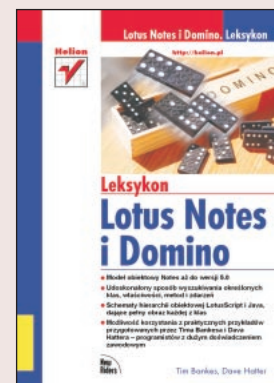 Lotus Notes i Domino. Leksykon
Helion
http://helion.pl
DOMINO
Leksykon
Lotus Notes
i Domino
Model obiektowy Notes aż do wersji 5.0
Udoskonalony sposób wyszukiwania określonych
klas, właściwości, metod i zdarzeń
Schematy hierarchii obiektowej LotusScript i Java,
dające pełny obraz każdej z klas
Możliwość korzystania z praktycznych przykładów
przygotowanych przez Tima Bankesa i Dava
Hattera – programistów z dużym doświadczeniem
zawodowym
New
Riders
Tim Bankes, Dave Hatter